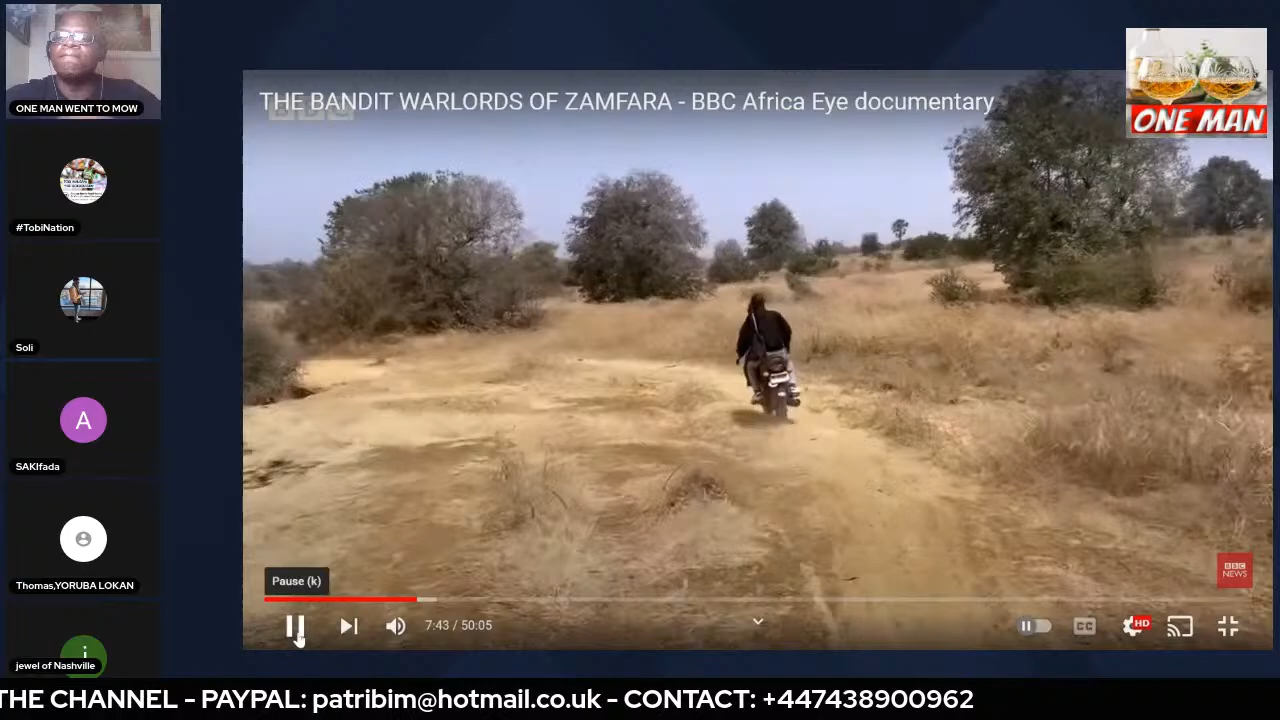 ONE MAN WENT TO MOW
#TobiNation
Soli
A
SAKIfada
Thomas,YORUBA LOKAN
i
jewel of Nashville
THE BANDIT WARLORDS OF ZAMFARA - BBC Africa Eye documentary
BBC
ONE MAN
BBC
NEWS
Pause (k)
7:43 / 50:05
CC
HD
THE CHANNEL - PAYPAL: patribim@hotmail.co.uk - CONTACT: +447438900962